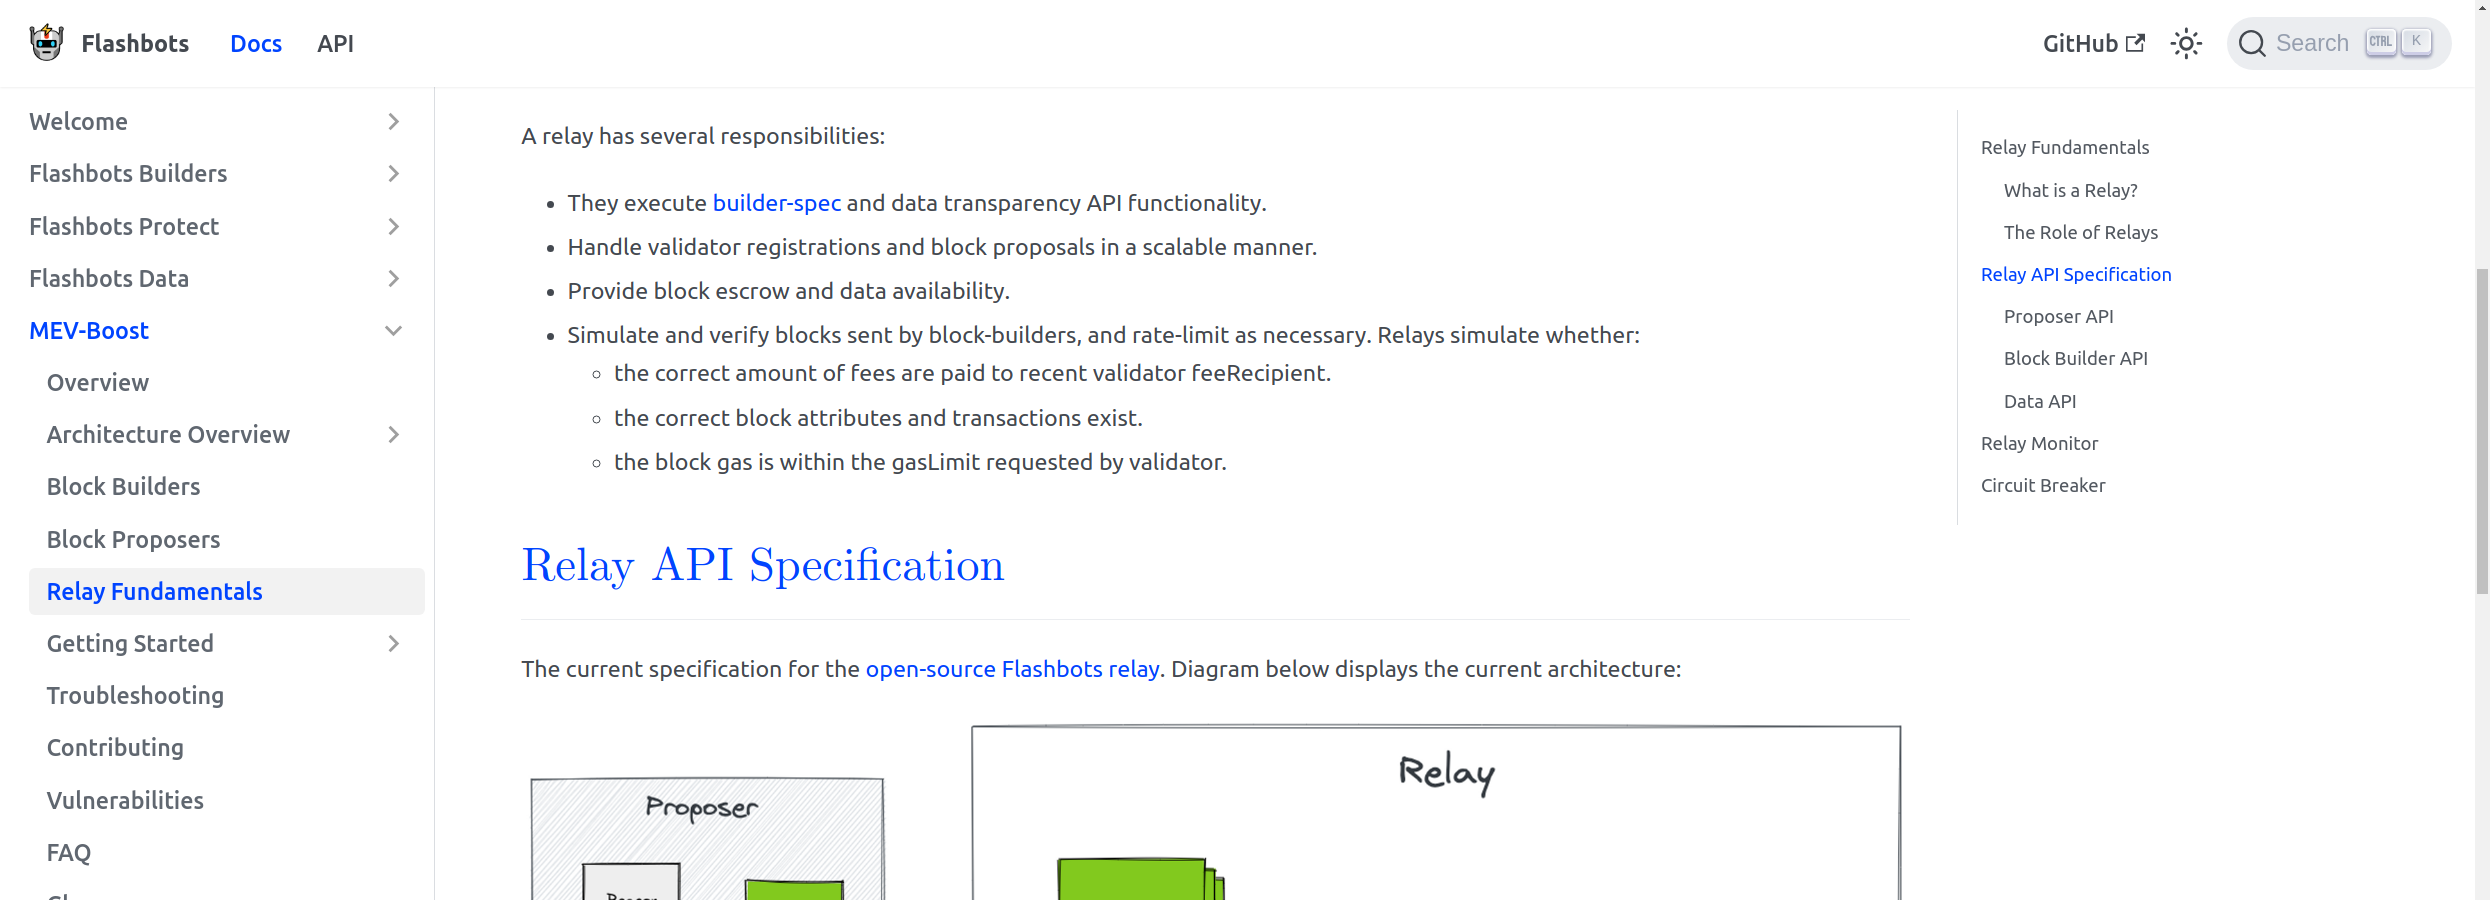 Flashbots
Docs
API
GitHub
Search
CTRL
K
Welcome
Flashbots Builders
Flashbots Protect
Flashbots Data
MEV-Boost
Overview
Architecture Overview
Block Builders
Block Proposers
Relay Fundamentals
Getting Started
Troubleshooting
Contributing
Vulnerabilities
FAQ
A relay has several responsibilities:
They execute builder-spec and data transparency API functionality.
Handle validator registrations and block proposals in a scalable manner.
Provide block escrow and data availability.
Simulate and verify blocks sent by block-builders, and rate-limit as necessary. Relays simulate whether:
the correct amount of fees are paid to recent validator feeRecipient.
the correct block attributes and transactions exist.
the block gas is within the gasLimit requested by validator.
Relay API Specification
The current specification for the open-source Flashbots relay. Diagram below displays the current architecture:
Proposer
Relay
Relay Fundamentals
What is a Relay?
The Role of Relays
Relay API Specification
Proposer API
Block Builder API
Data API
Relay Monitor
Circuit Breaker